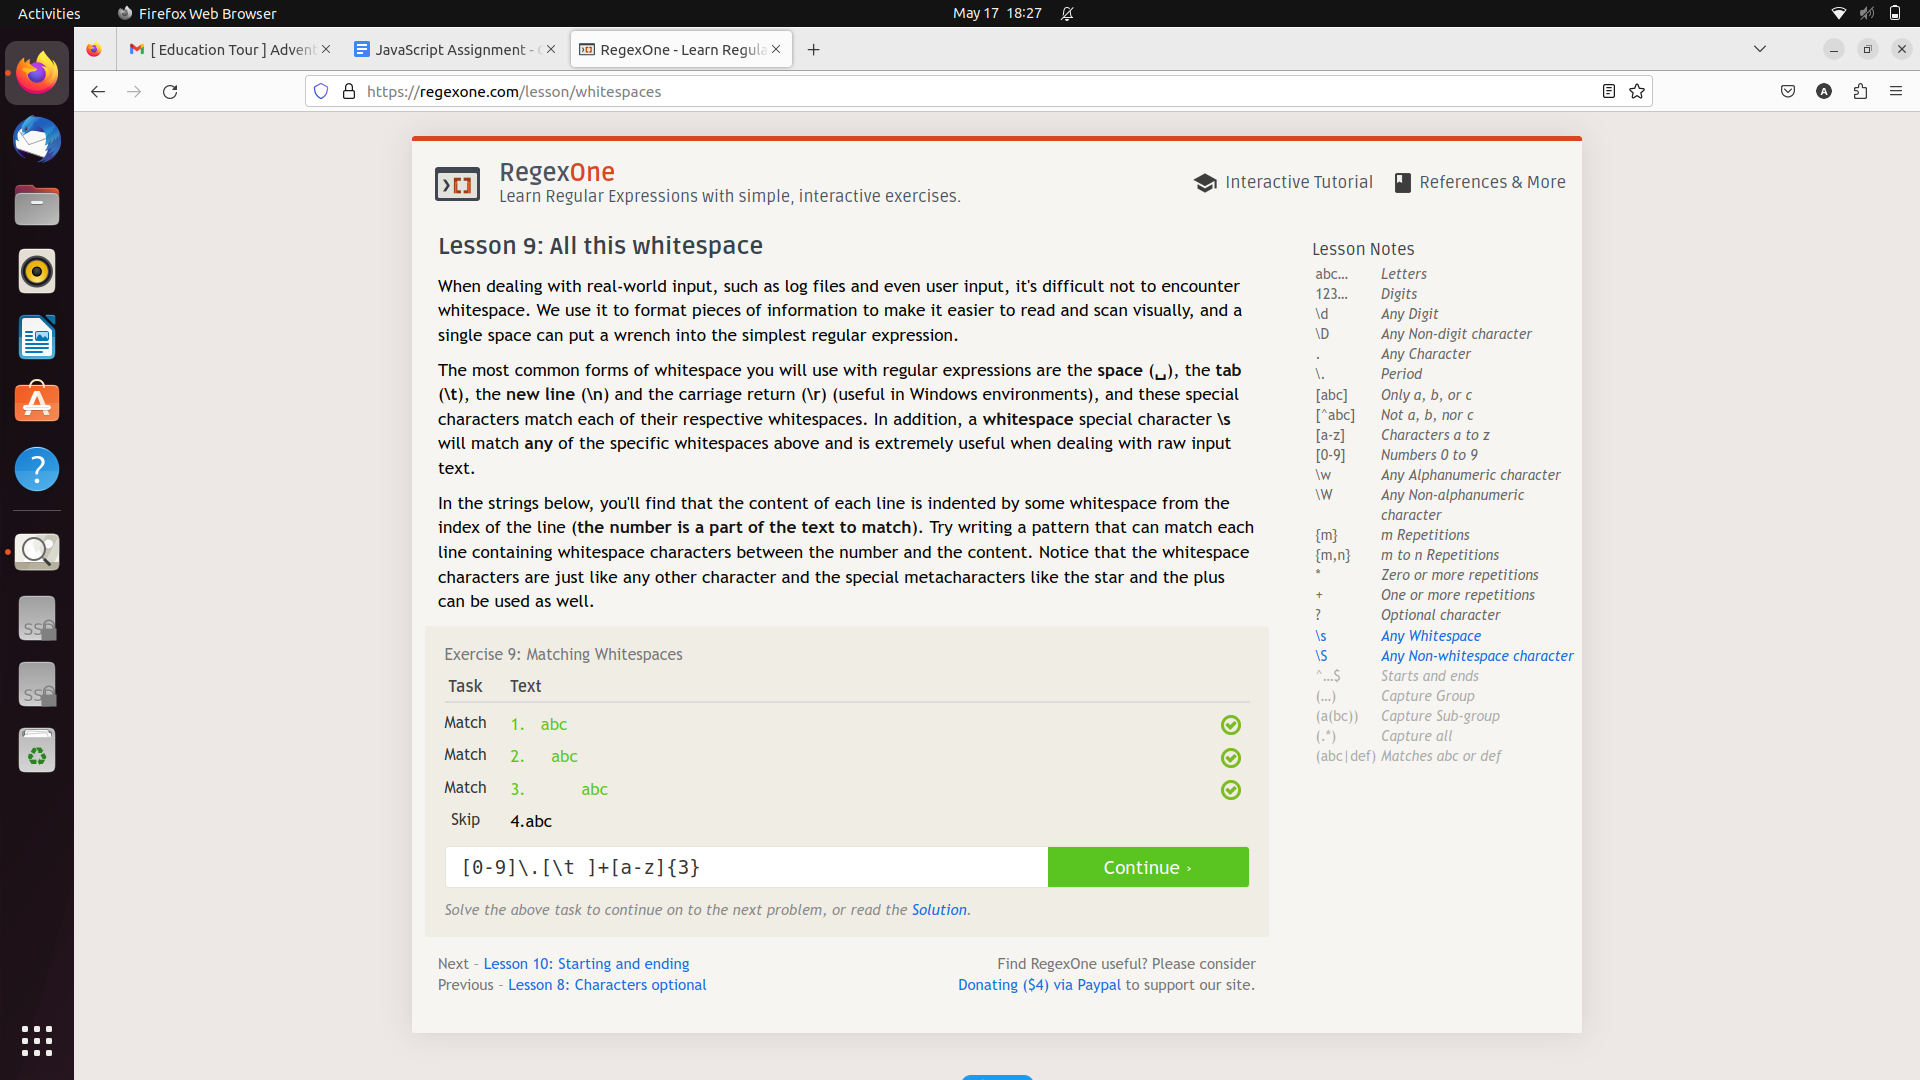 Activities
Firefox Web Browser
May 17 18:27
[ Education Tour ] Advent
JavaScript Assignment -
RegexOne - Learn Regula
https://regexone.com/lesson/whitespaces
A
RegexOne
Learn Regular Expressions with simple, interactive exercises.
Interactive Tutorial
References & More
Lesson 9: All this whitespace
When dealing with real-world input, such as log files and even user input, it's difficult not to encounter
whitespace. We use it to format pieces of information to make it easier to read and scan visually, and a
single space can put a wrench into the simplest regular expression.
The most common forms of whitespace you will use with regular expressions are the space (␣), the tab
(\t), the new line (\n) and the carriage return (\r) (useful in Windows environments), and these special
characters match each of their respective whitespaces. In addition, a whitespace special character \s
will match any of the specific whitespaces above and is extremely useful when dealing with raw input
text.
In the strings below, you'll find that the content of each line is indented by some whitespace from the
index of the line (the number is a part of the text to match). Try writing a pattern that can match each
line containing whitespace characters between the number and the content. Notice that the whitespace
characters are just like any other character and the special metacharacters like the star and the plus
can be used as well.
Exercise 9: Matching Whitespaces
Task Text
Match 1.   abc
Match 2.     abc
Match 3.           abc
Skip 4.abc
[0-9]\.[\t ]+[a-z]{3}
Continue ›
Solve the above task to continue on to the next problem, or read the Solution.
Next - Lesson 10: Starting and ending
Previous - Lesson 8: Characters optional
Find RegexOne useful? Please consider
Donating ($4) via Paypal to support our site.
Lesson Notes
abc... Letters
123... Digits
\d Any Digit
\D Any Non-digit character
. Any Character
\. Period
[abc] Only a, b, or c
[^abc] Not a, b, nor c
[a-z] Characters a to z
[0-9] Numbers 0 to 9
\w Any Alphanumeric character
\W Any Non-alphanumeric
character
{m} m Repetitions
{m,n} m to n Repetitions
* Zero or more repetitions
+ One or more repetitions
? Optional character
\s Any Whitespace
\S Any Non-whitespace character
^...$ Starts and ends
(...) Capture Group
(a(bc)) Capture Sub-group
(.*) Capture all
(abc|def) Matches abc or def